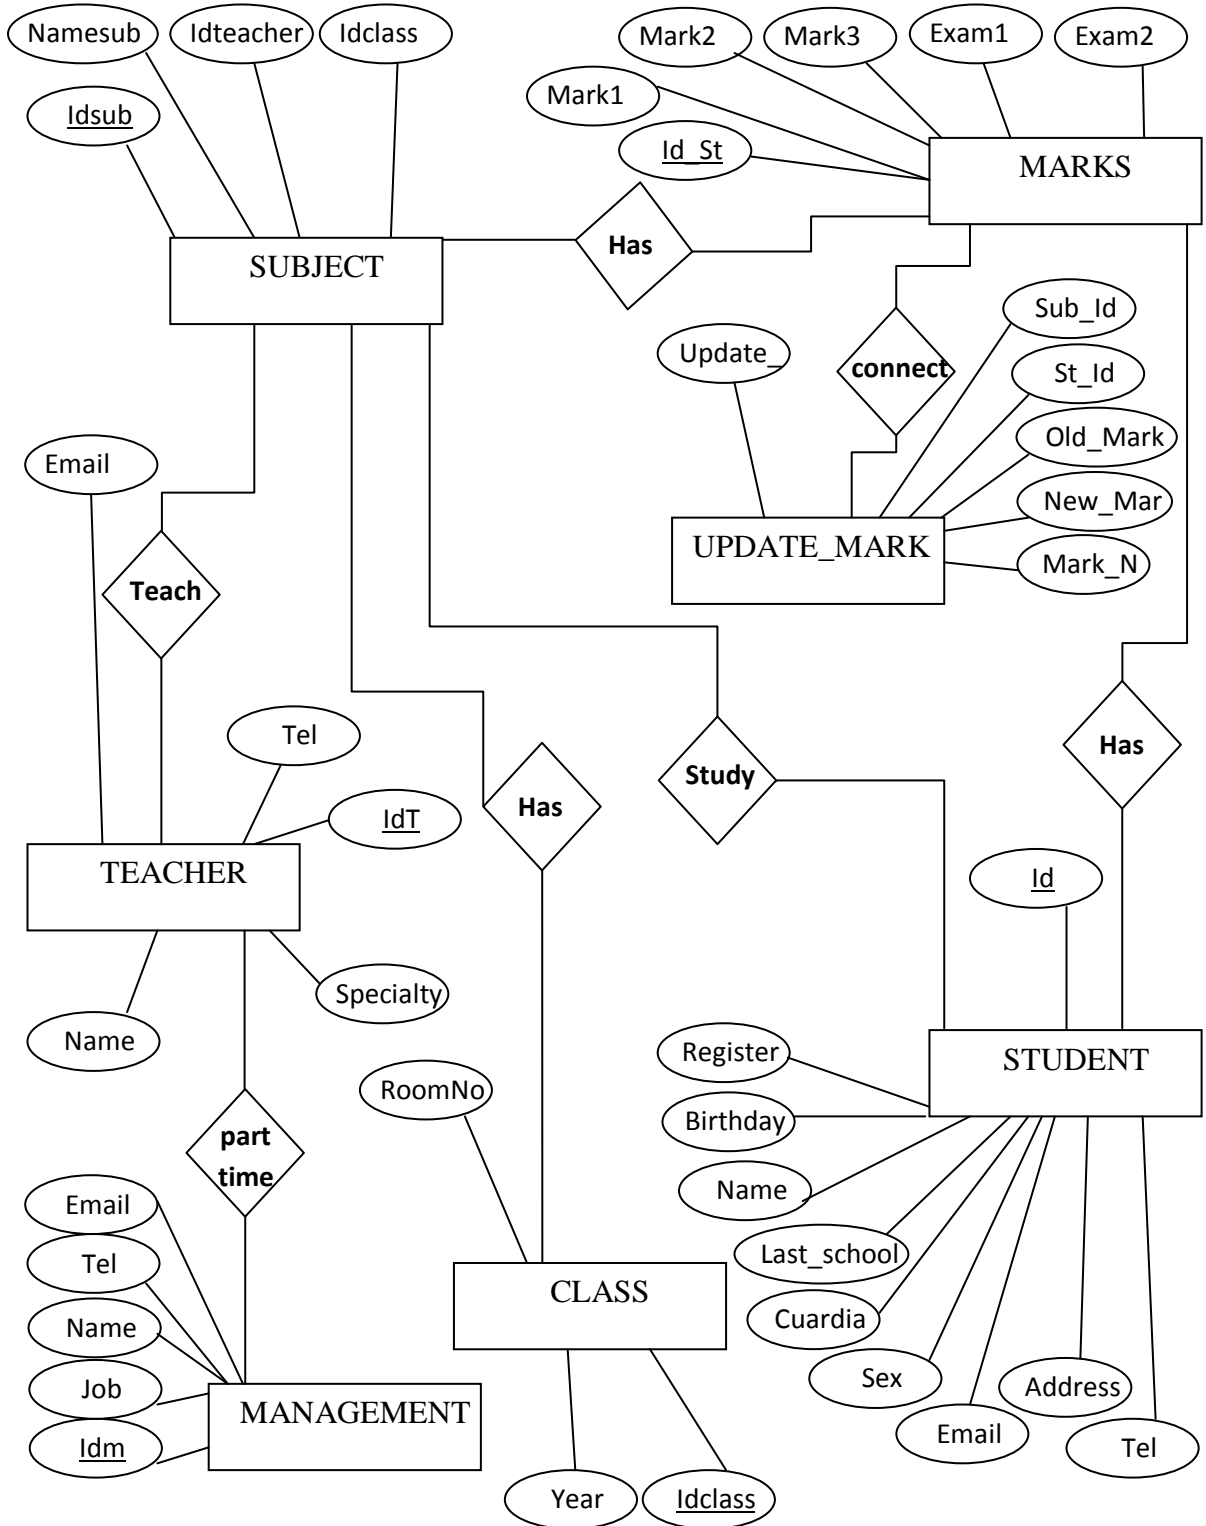 Namesub
Idteacher
Idclass
Mark2
Mark3
Exam1
Exam2
Mark1
Idsub
Id_St
MARKS
Has
SUBJECT
Sub_Id
Update_
connect
St_Id
Old_Mark
Email
New_Mar
UPDATE_MARK
Mark_N
Teach
Tel
Has
Study
Has
IdT
TEACHER
Id
Specialty
Name
Register
STUDENT
RoomNo
Birthday
part
time
Name
Email
Last_school
Tel
CLASS
Cuardia
Name
Sex
Job
Address
MANAGEMENT
Email
Idm
Tel
Year
Idclass